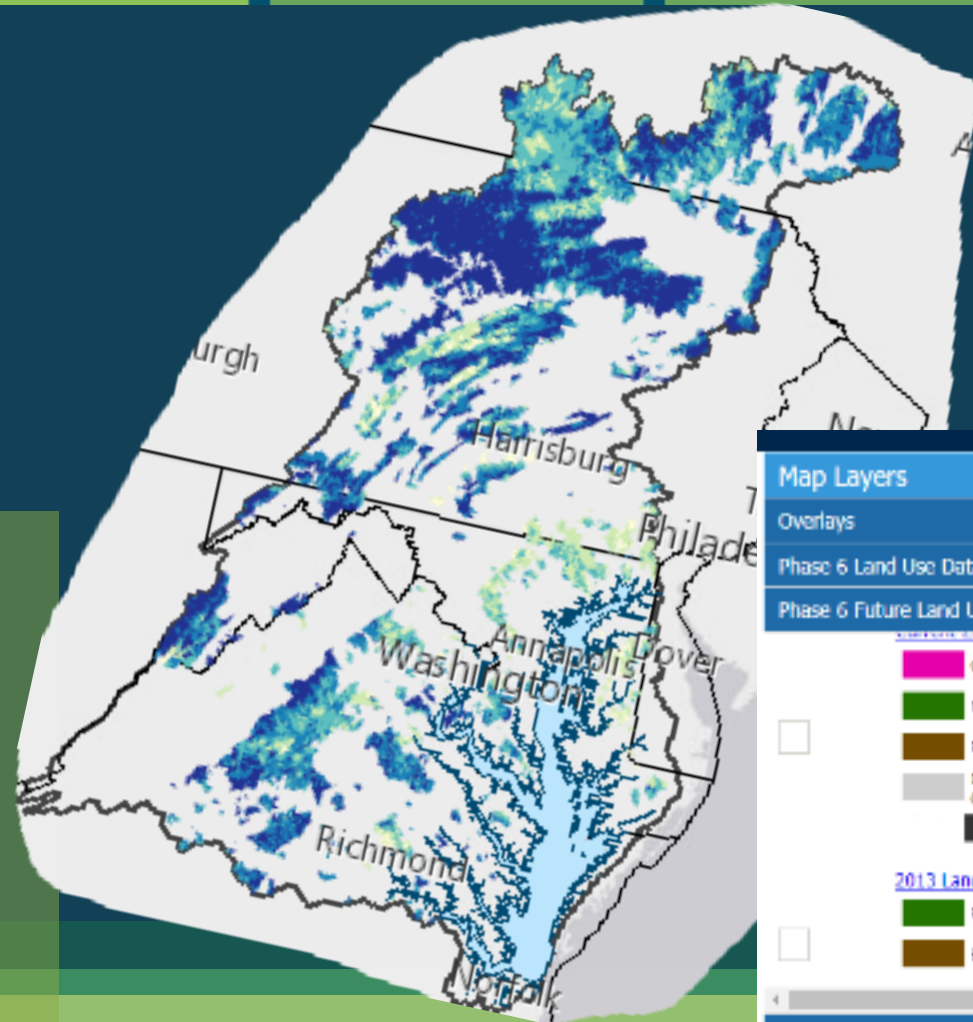 urgh
Harrisburg
Philade
Annapolis
Dover
Washington
Richmond
Norfolk
Map Layers
Overlays
Phase 6 Land Use Dat
Phase 6 Future Land U
2013 Lan